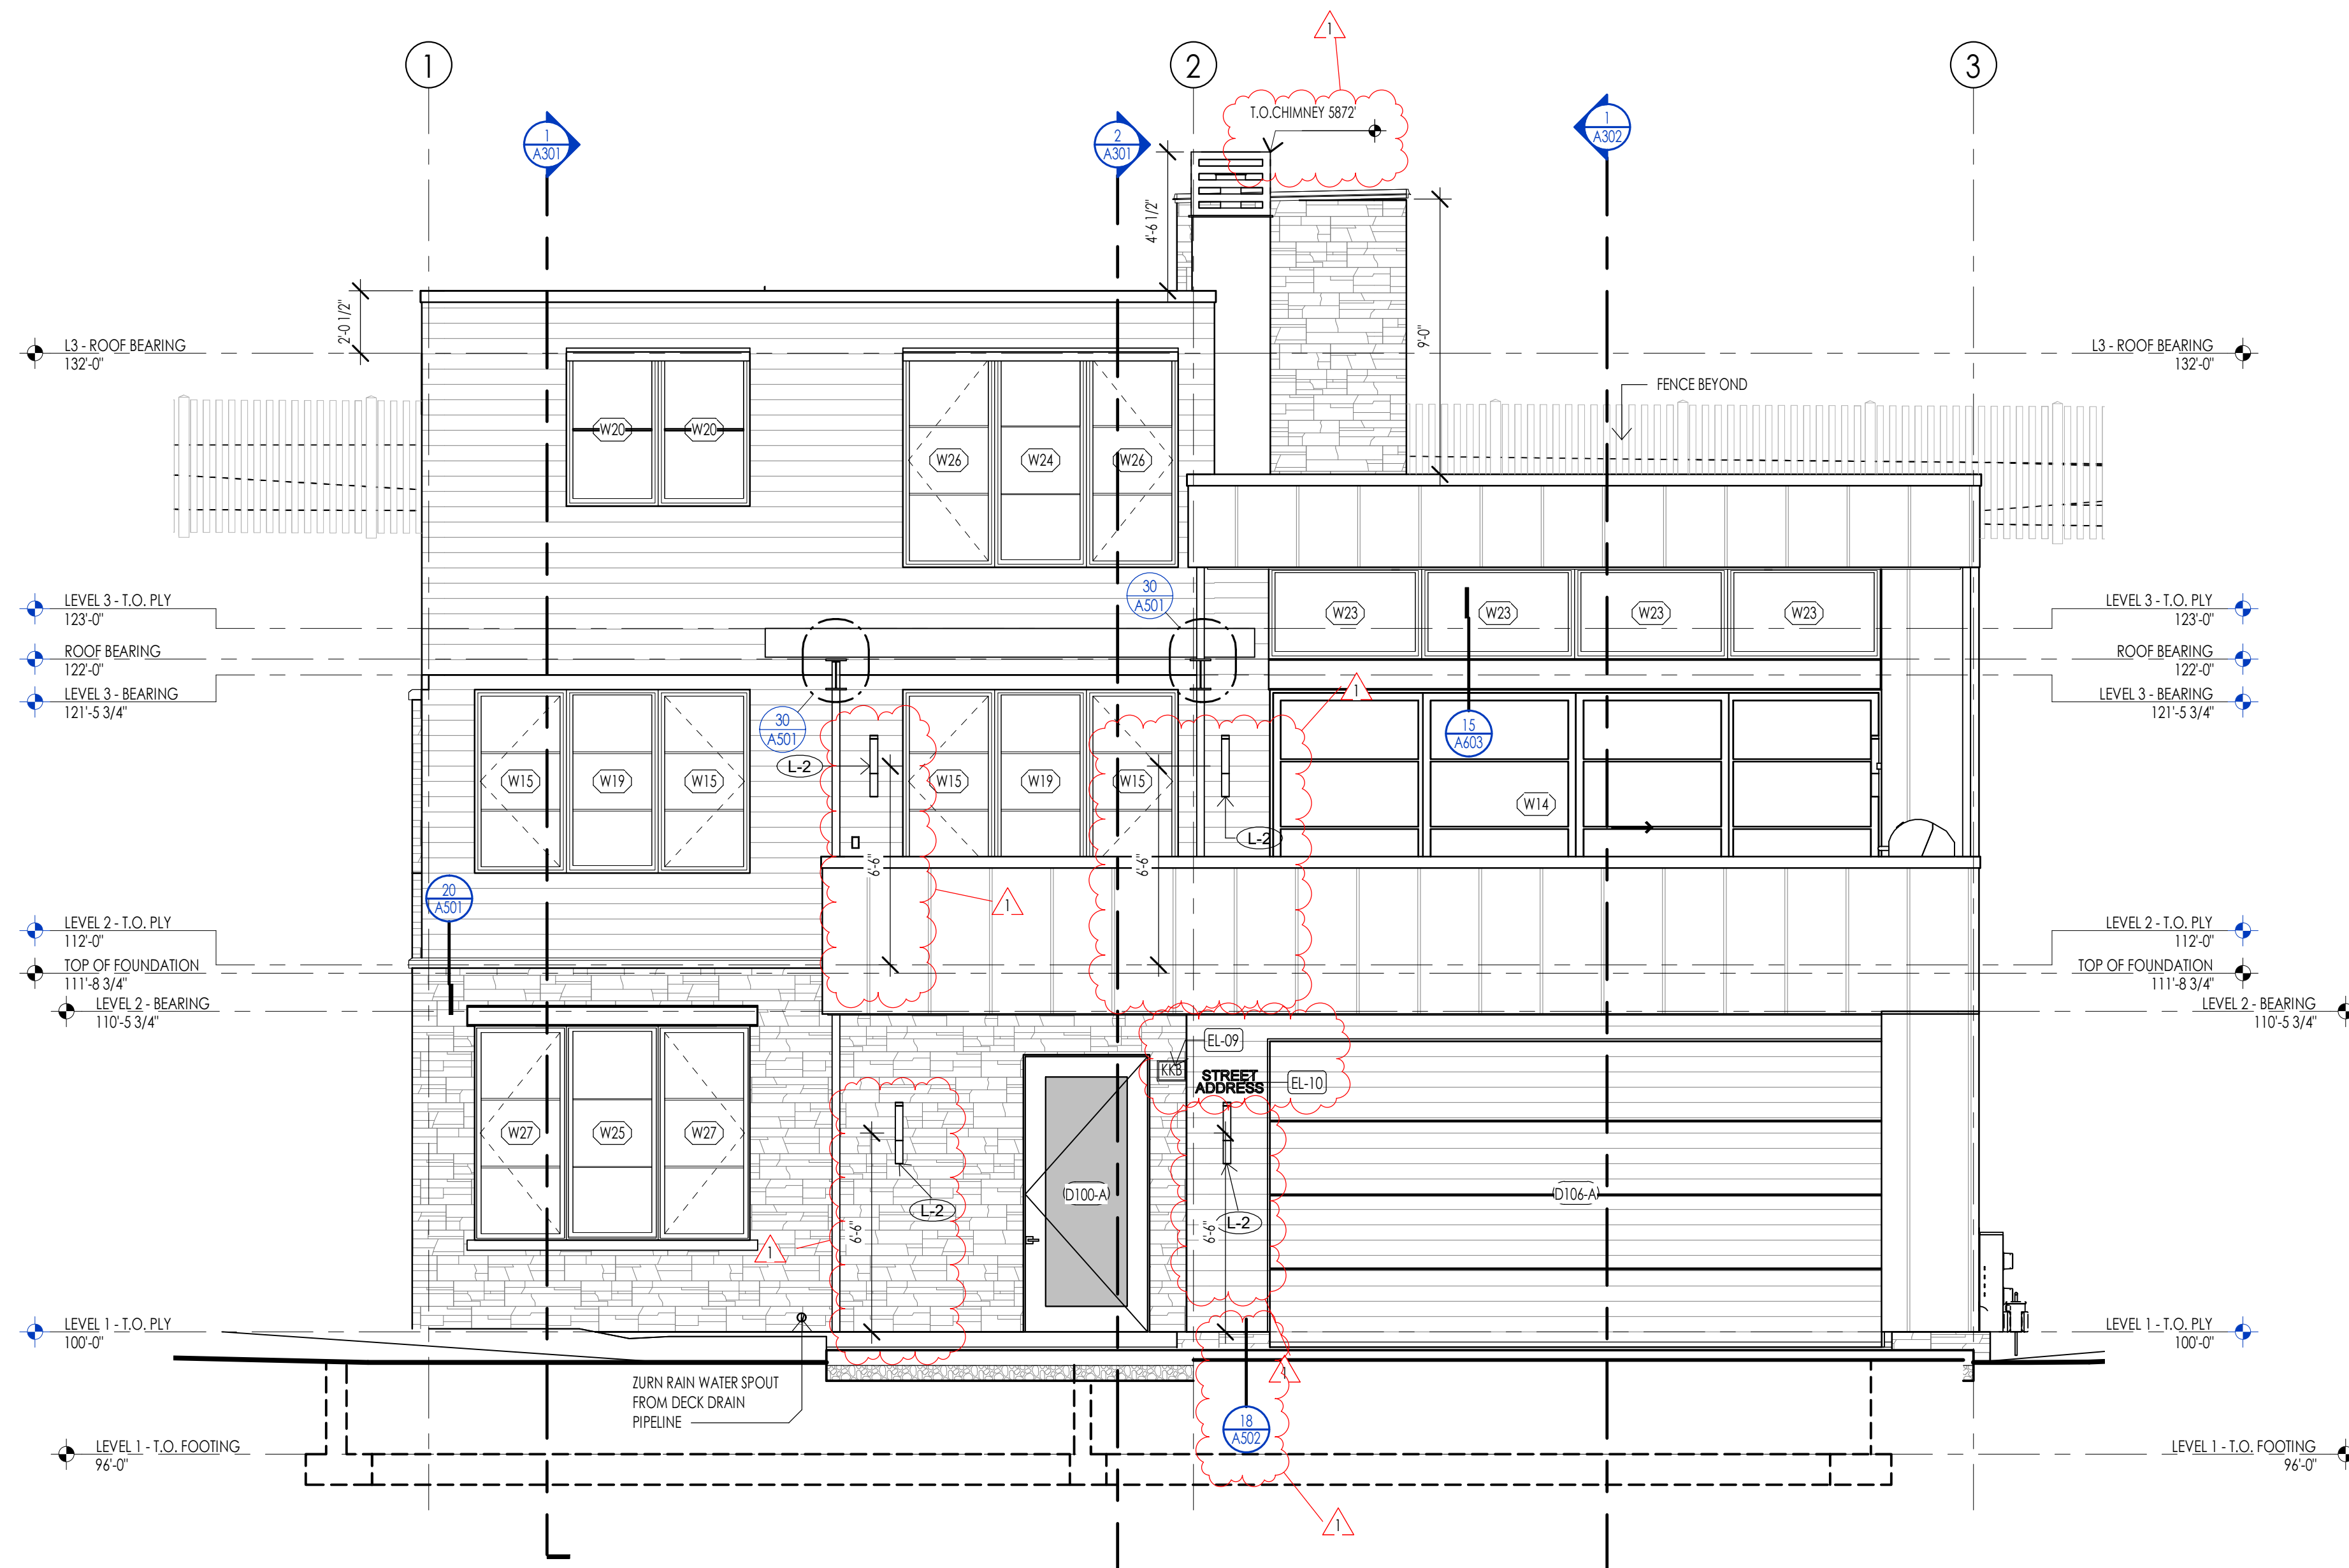 1
1
2
3
T.O.CHIMNEY 5872'
1
A301
2
A301
1
A302
4'-6 1/2"
2'-0 1/2"
9'-0"
L3 - ROOF BEARING
132'-0"
L3 - ROOF BEARING
132'-0"
FENCE BEYOND
W20
W20
W26
W24
W26
LEVEL 3 - T.O. PLY
123'-0"
ROOF BEARING
122'-0"
LEVEL 3 - BEARING
121'-5 3/4"
30
A501
W23
W23
W23
W23
LEVEL 3 - T.O. PLY
123'-0"
ROOF BEARING
122'-0"
LEVEL 3 - BEARING
121'-5 3/4"
1
30
A501
15
A603
L-2
W15
W19
W15
W15
W19
W15
W14
L-2
6'-6"
6'-6"
20
A501
1
LEVEL 2 - T.O. PLY
112'-0"
TOP OF FOUNDATION
111'-8 3/4"
LEVEL 2 - BEARING
110'-5 3/4"
LEVEL 2 - T.O. PLY
112'-0"
TOP OF FOUNDATION
111'-8 3/4"
LEVEL 2 - BEARING
110'-5 3/4"
EL-09
KKB
STREET
ADDRESS
EL-10
W27
W25
W27
D100-A
D106-A
L-2
L-2
6'-6"
6'-6"
1
LEVEL 1 - T.O. PLY
100'-0"
LEVEL 1 - T.O. PLY
100'-0"
1
ZURN RAIN WATER SPOUT
FROM DECK DRAIN
PIPELINE
18
A502
LEVEL 1 - T.O. FOOTING
96'-0"
LEVEL 1 - T.O. FOOTING
96'-0"
1